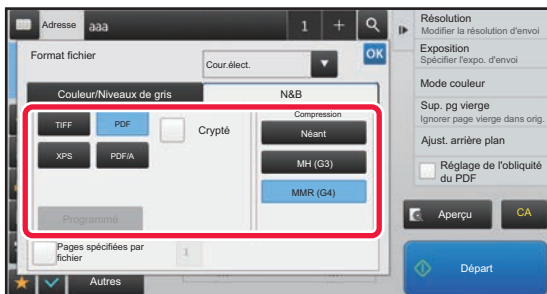 Adresse aaa 1 +
Format fichier
Cour.élect.
OK
Couleur/Niveaux de gris
N&B
TIFF PDF Crypté
XPS PDF/A
Programmé
Compression
Néant
MH (G3)
MMR (G4)
Pages spécifiées par
fichier
1
Autres
Résolution
Modifier la résolution d'envoi
Exposition
Spécifier l'expo. d'envoi
Mode couleur
Sup. pg vierge
Ignorer page vierge dans orig.
Ajust. arrière plan
Réglage de l'obliquité
du PDF
Aperçu
CA
Départ